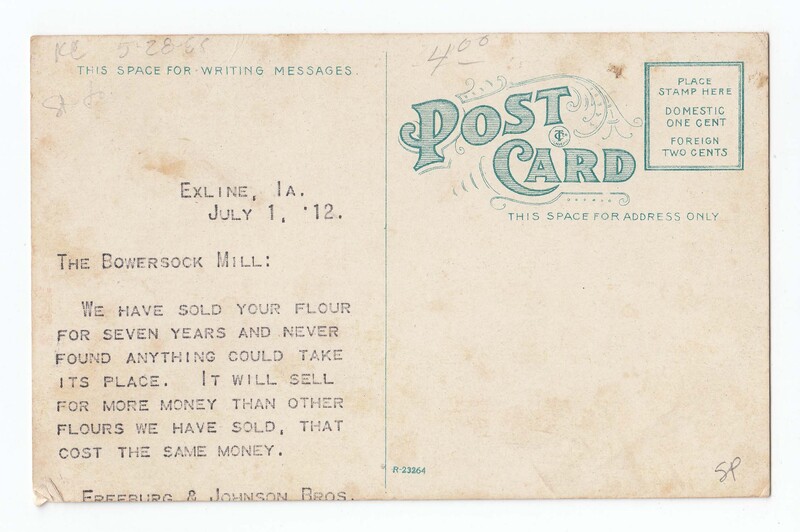 KC 5-28-65
4 00
THIS SPACE FOR WRITING MESSAGES.
POST CARD
PLACE
STAMP HERE
DOMESTIC
ONE CENT
FOREIGN
TWO CENTS
THIS SPACE FOR ADDRESS ONLY
EXLINE, IA.
JULY 1, '12.
THE BOWERSOCK MILL:
WE HAVE SOLD YOUR FLOUR
FOR SEVEN YEARS AND NEVER
FOUND ANYTHING COULD TAKE
ITS PLACE. IT WILL SELL
FOR MORE MONEY THAN OTHER
FLOURS WE HAVE SOLD, THAT
COST THE SAME MONEY.
FREEBURG & JOHNSON BROS.
R-23264
SP